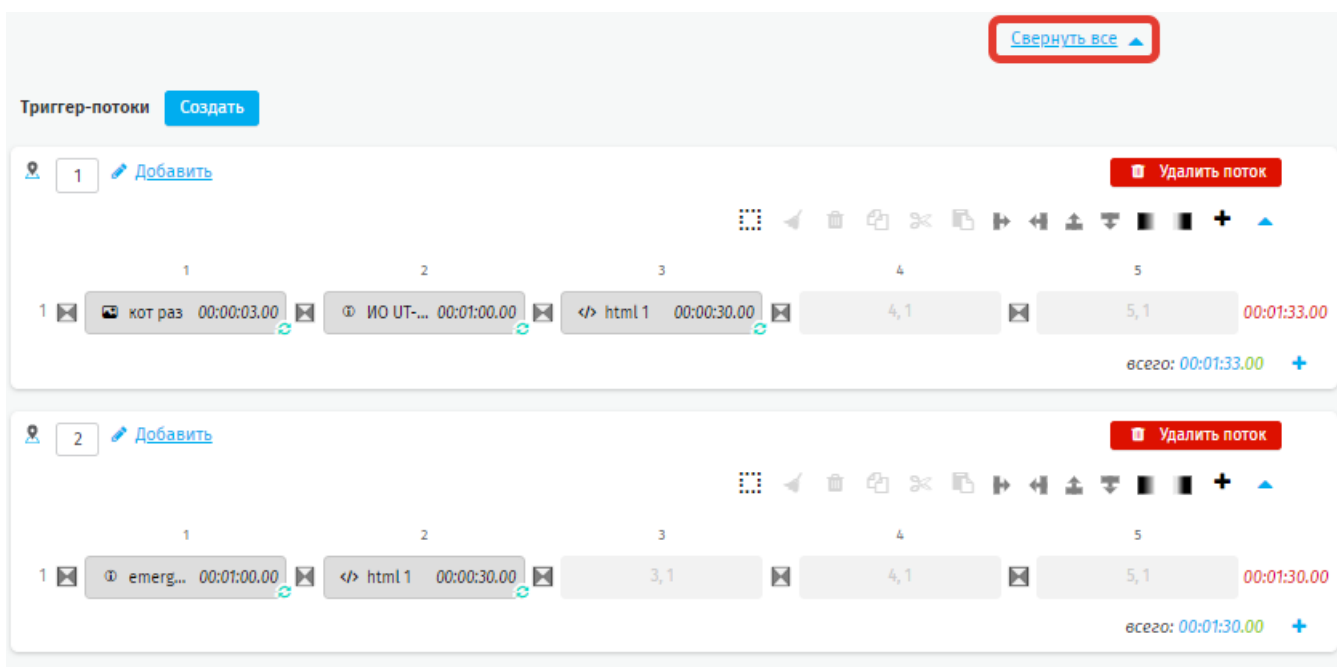 Свернуть все
Триггер-потоки Создать
1 Добавить Удалить поток
1 2 3 4 5
1 кот раз 00:00:03.00 ИО UT-... 00:01:00.00 </> html 1 00:00:30.00 4, 1 5, 1 00:01:33.00
всего: 00:01:33.00
2 Добавить Удалить поток
1 2 3 4 5
1 emerg... 00:01:00.00 </> html 1 00:00:30.00 3, 1 4, 1 5, 1 00:01:30.00
всего: 00:01:30.00